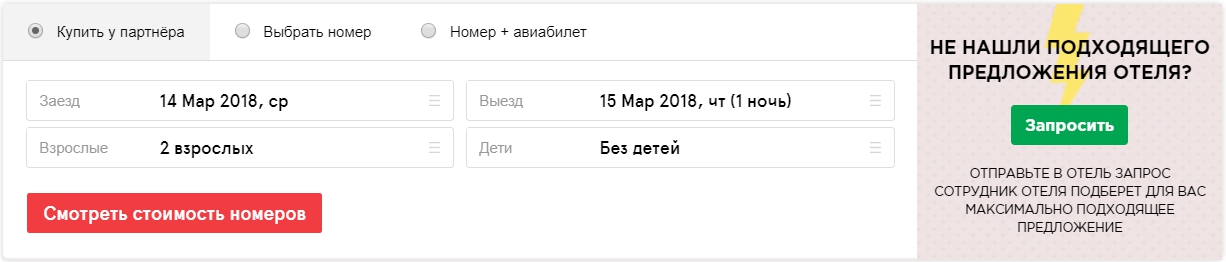 Купить у партнёра
Выбрать номер
Номер + авиабилет
Заезд
14 Мар 2018, ср
Выезд
15 Мар 2018, чт (1 ночь)
Взрослые
2 взрослых
Дети
Без детей
Смотреть стоимость номеров
НЕ НАШЛИ ПОДХОДЯЩЕГО
ПРЕДЛОЖЕНИЯ ОТЕЛЯ?
Запросить
ОТПРАВЬТЕ В ОТЕЛЬ ЗАПРОС
СОТРУДНИК ОТЕЛЯ ПОДБЕРЕТ ДЛЯ ВАС
МАКСИМАЛЬНО ПОДХОДЯЩЕЕ
ПРЕДЛОЖЕНИЕ